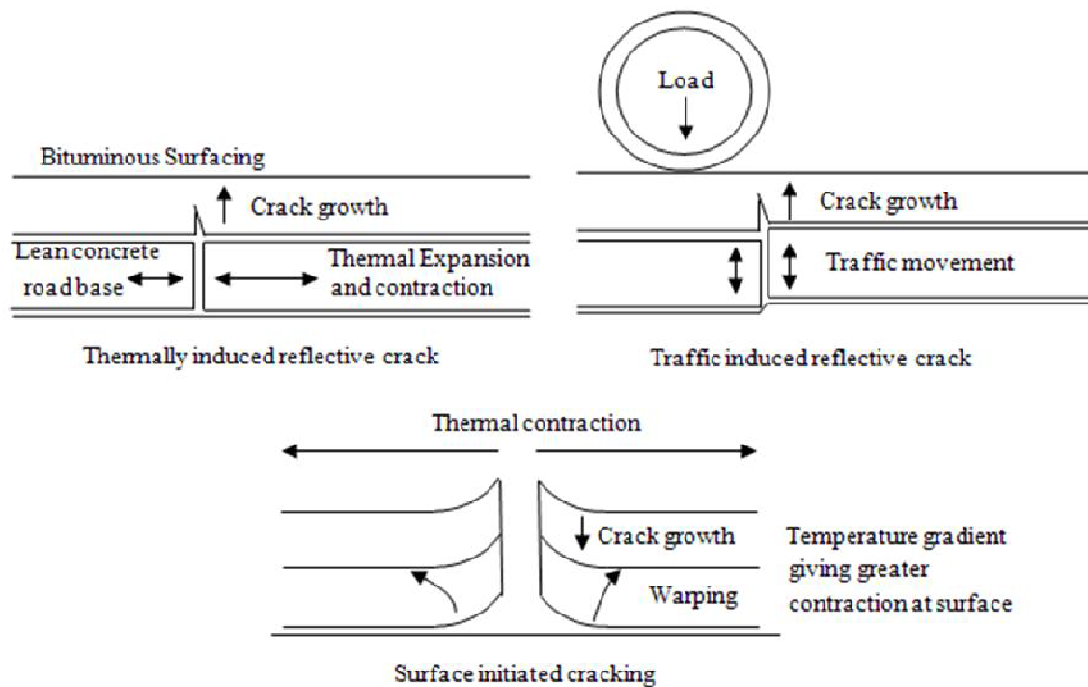 Bituminous Surfacing
Crack growth
Lean concrete
road base
Thermal Expansion
and contraction
Thermally induced reflective crack
Load
Crack growth
Traffic movement
Traffic induced reflective crack
Thermal contraction
Crack growth
Warping
Temperature gradient
giving greater
contraction at surface
Surface initiated cracking